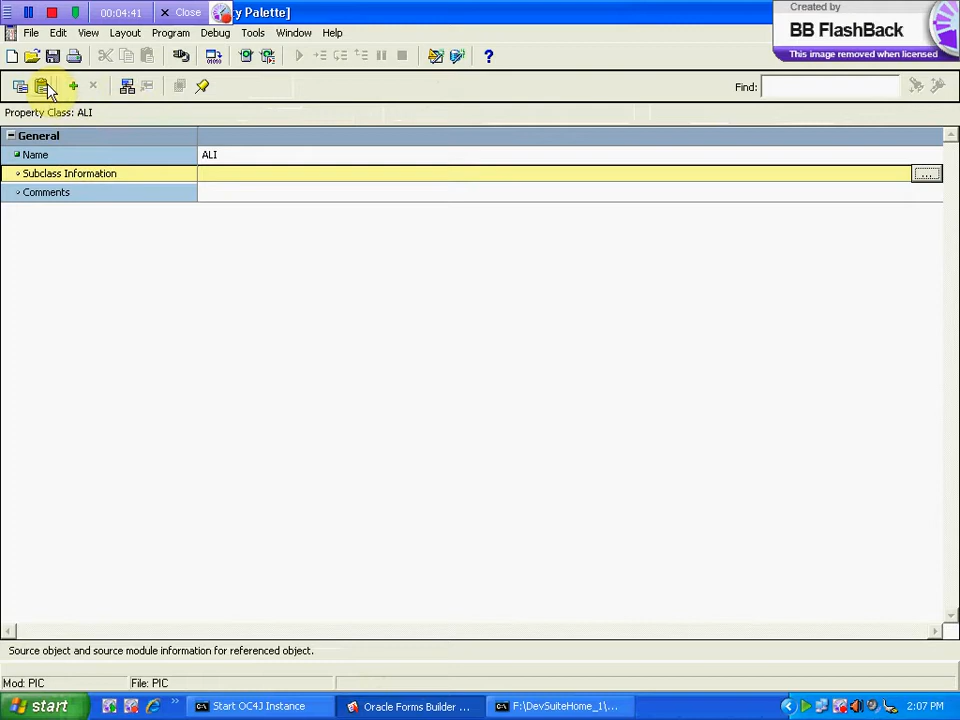 00:04:41 Close y Palette]
Created by
BB FlashBack
This image removed when licensed
File Edit View Layout Program Debug Tools Window Help
Find:
Property Class: ALI
General
Name ALI
Subclass Information ...
Comments
Source object and source module information for referenced object.
Mod: PIC File: PIC
start Start OC4J Instance Oracle Forms Builder ... F:\DevSuiteHome_1\... 2:07 PM